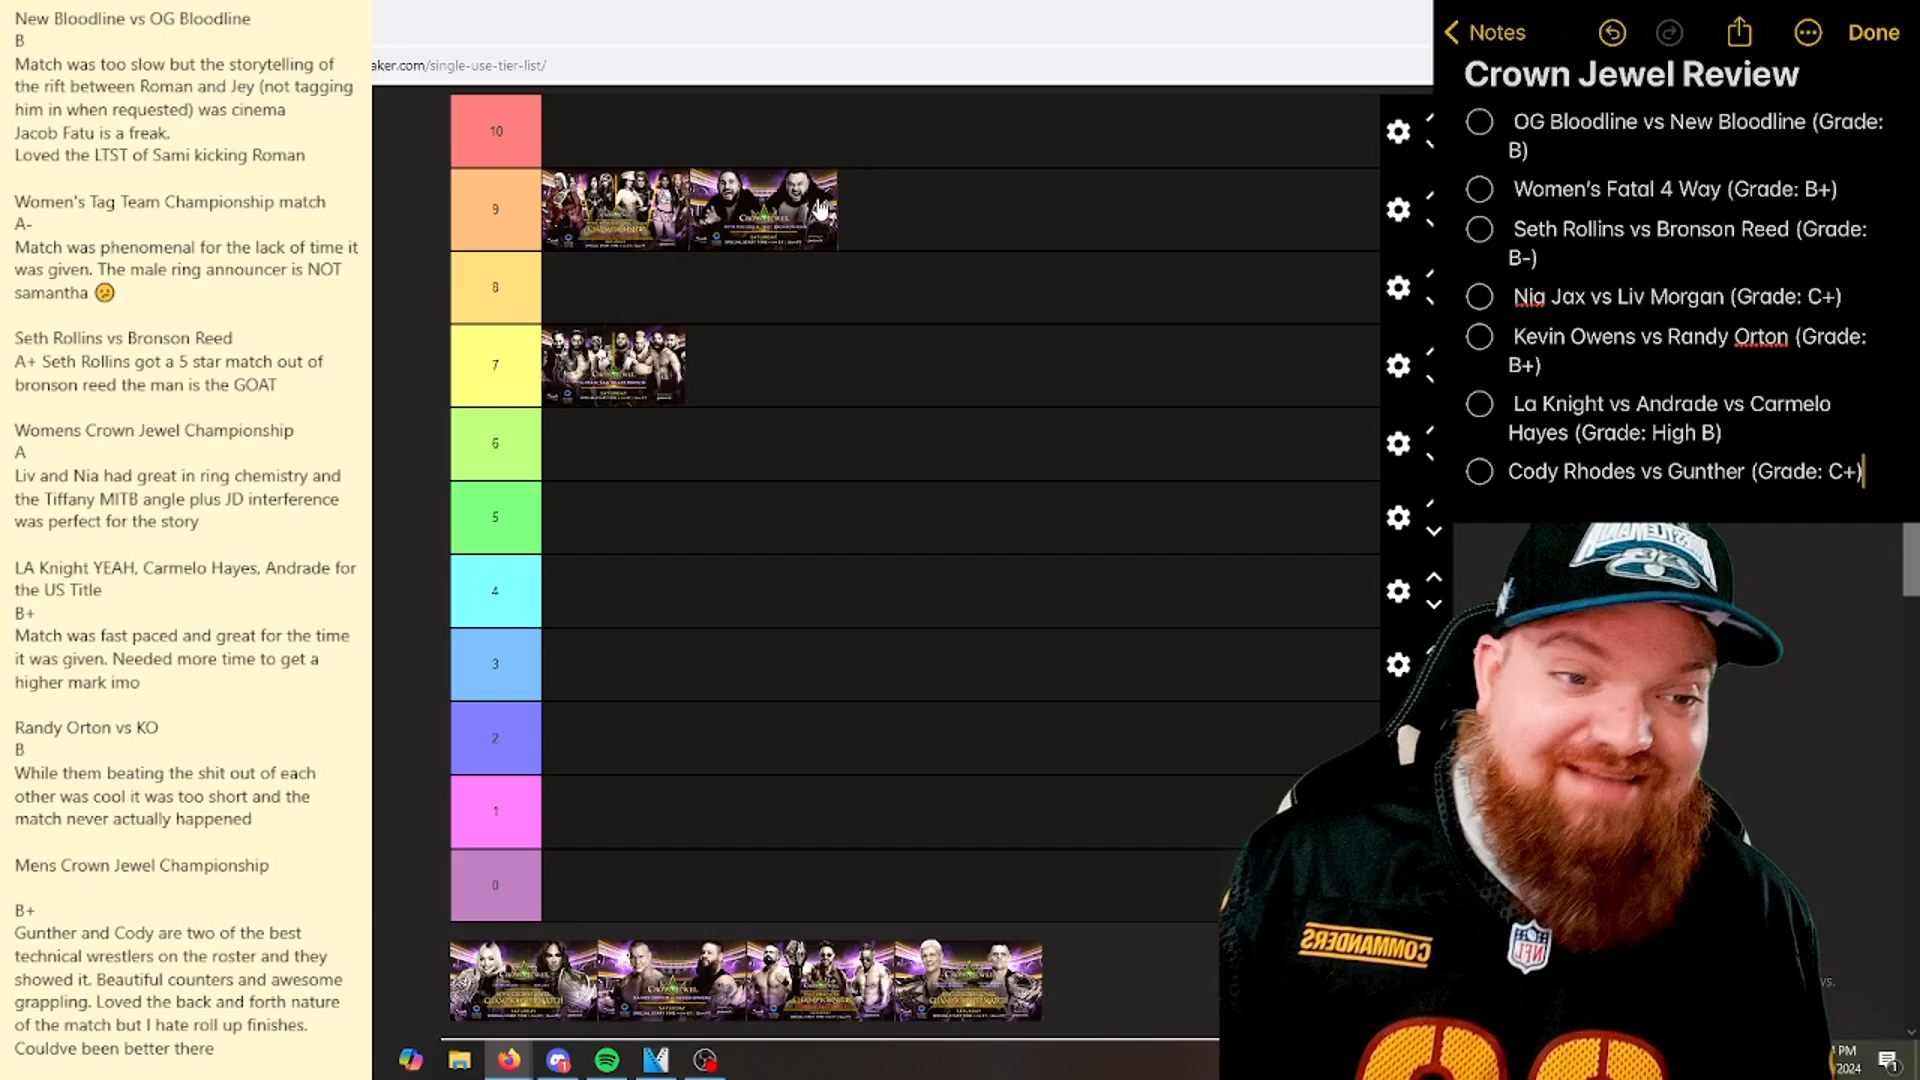 New Bloodline vs OG Bloodline
B
Match was too slow but the storytelling of
the rift between Roman and Jey (not tagging
him in when requested) was cinema
Jacob Fatu is a freak.
Loved the LTST of Sami kicking Roman
Women's Tag Team Championship match
A-
Match was phenomenal for the lack of time it
was given. The male ring announcer is NOT
samantha 😕
Seth Rollins vs Bronson Reed
A+ Seth Rollins got a 5 star match out of
bronson reed the man is the GOAT
Womens Crown Jewel Championship
A
Liv and Nia had great in ring chemistry and
the Tiffany MITB angle plus JD interference
was perfect for the story
LA Knight YEAH, Carmelo Hayes, Andrade for
the US Title
B+
Match was fast paced and great for the time
it was given. Needed more time to get a
higher mark imo
Randy Orton vs KO
B
While them beating the shit out of each
other was cool it was too short and the
match never actually happened
Mens Crown Jewel Championship
B+
Gunther and Cody are two of the best
technical wrestlers on the roster and they
showed it. Beautiful counters and awesome
grappling. Loved the back and forth nature
of the match but I hate roll up finishes.
Couldve been better there
aker.com/single-use-tier-list/
10
9
8
7
6
5
4
3
2
1
0
Notes
Done
Crown Jewel Review
OG Bloodline vs New Bloodline (Grade:
B)
Women's Fatal 4 Way (Grade: B+)
Seth Rollins vs Bronson Reed (Grade:
B-)
Nia Jax vs Liv Morgan (Grade: C+)
Kevin Owens vs Randy Orton (Grade:
B+)
La Knight vs Andrade vs Carmelo
Hayes (Grade: High B)
Cody Rhodes vs Gunther (Grade: C+)
COMMANDERS
NFL
vs.
PM
2024